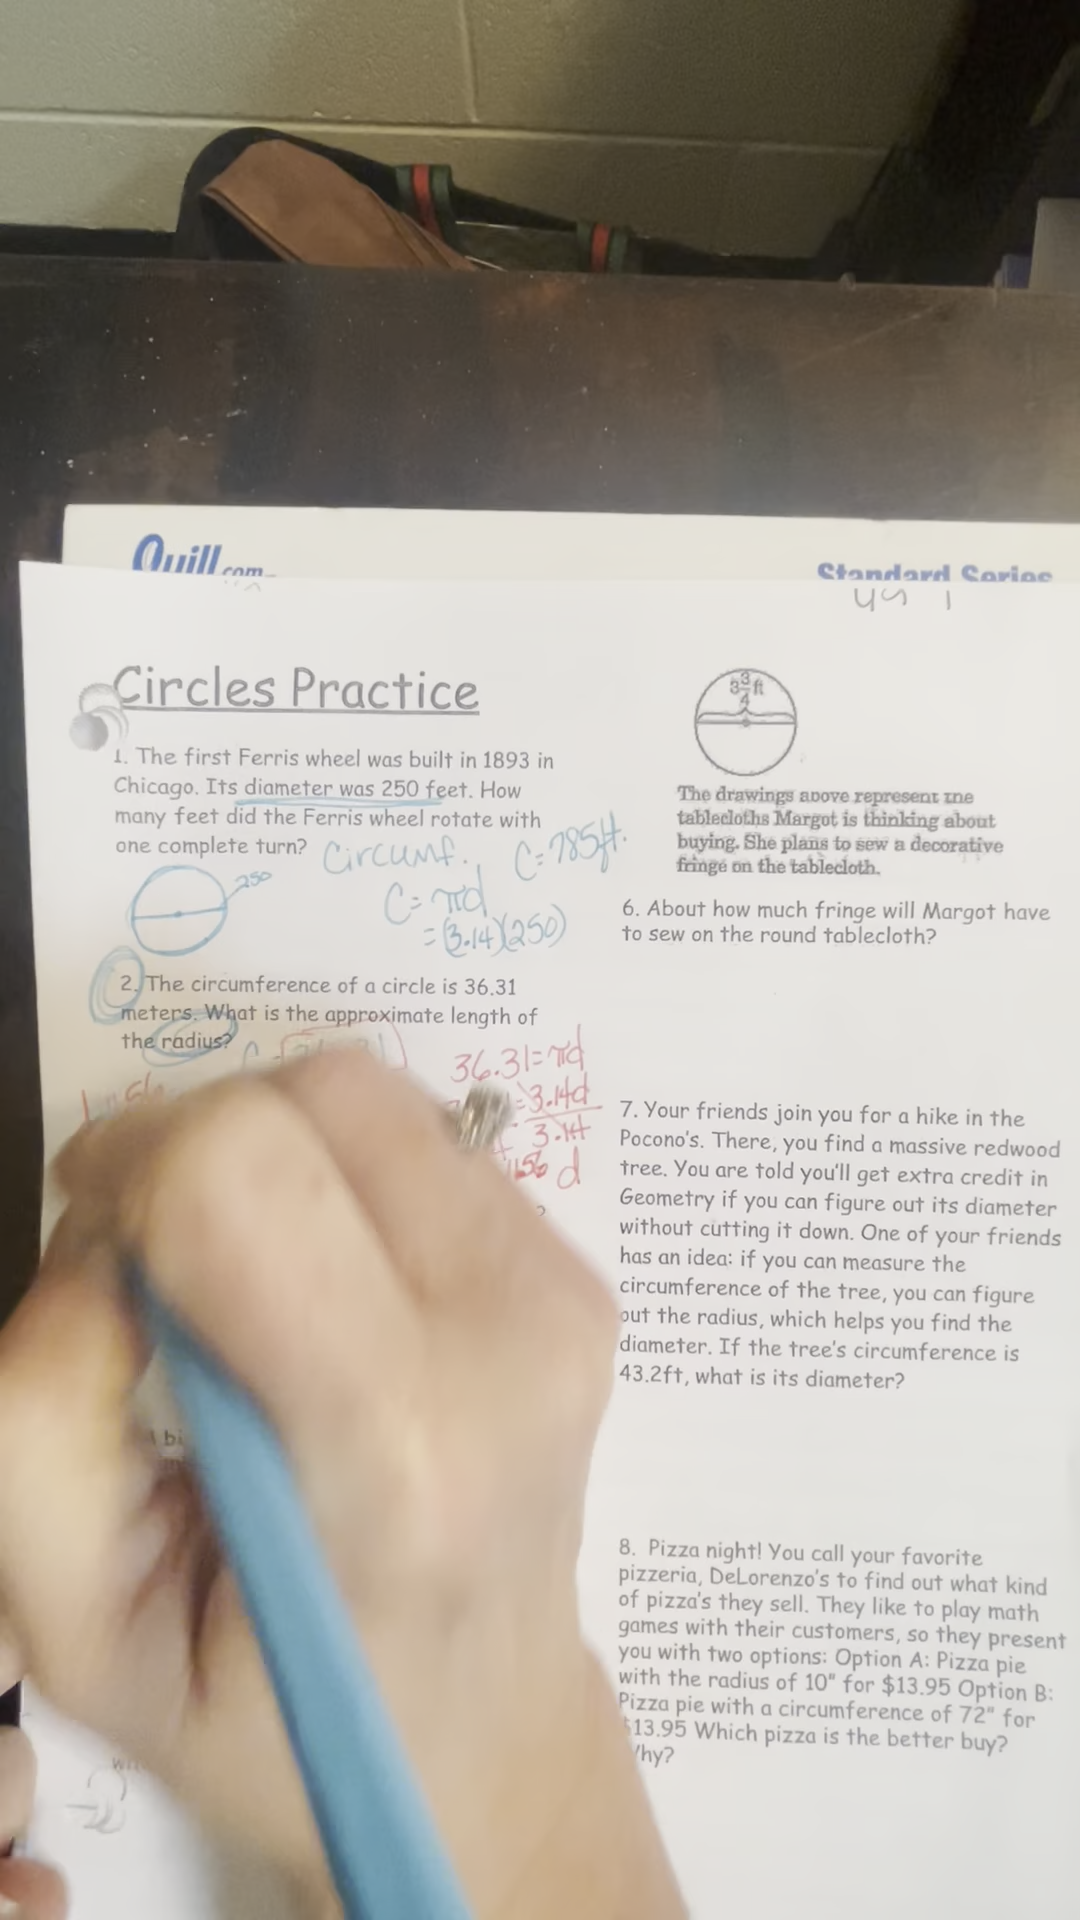 Quill.com
Standard Series
Circles Practice
1. The first Ferris wheel was built in 1893 in
Chicago. Its diameter was 250 feet. How
many feet did the Ferris wheel rotate with
one complete turn? Circumf. C=785ft.
250
C=πd
=(3.14)(250)
2. The circumference of a circle is 36.31
meters. What is the approximate length of
the radius?
36.31=πd
=3.14d
3.14
d
3 3/4 ft
The drawings above represent the
tablecloths Margot is thinking about
buying. She plans to sew a decorative
fringe on the tablecloth.
6. About how much fringe will Margot have
to sew on the round tablecloth?
7. Your friends join you for a hike in the
Pocono's. There, you find a massive redwood
tree. You are told you'll get extra credit in
Geometry if you can figure out its diameter
without cutting it down. One of your friends
has an idea: if you can measure the
circumference of the tree, you can figure
out the radius, which helps you find the
diameter. If the tree's circumference is
43.2ft, what is its diameter?
8. Pizza night! You call your favorite
pizzeria, DeLorenzo's to find out what kind
of pizza's they sell. They like to play math
games with their customers, so they present
you with two options: Option A: Pizza pie
with the radius of 10" for $13.95 Option B:
Pizza pie with a circumference of 72" for
$13.95 Which pizza is the better buy?
hy?